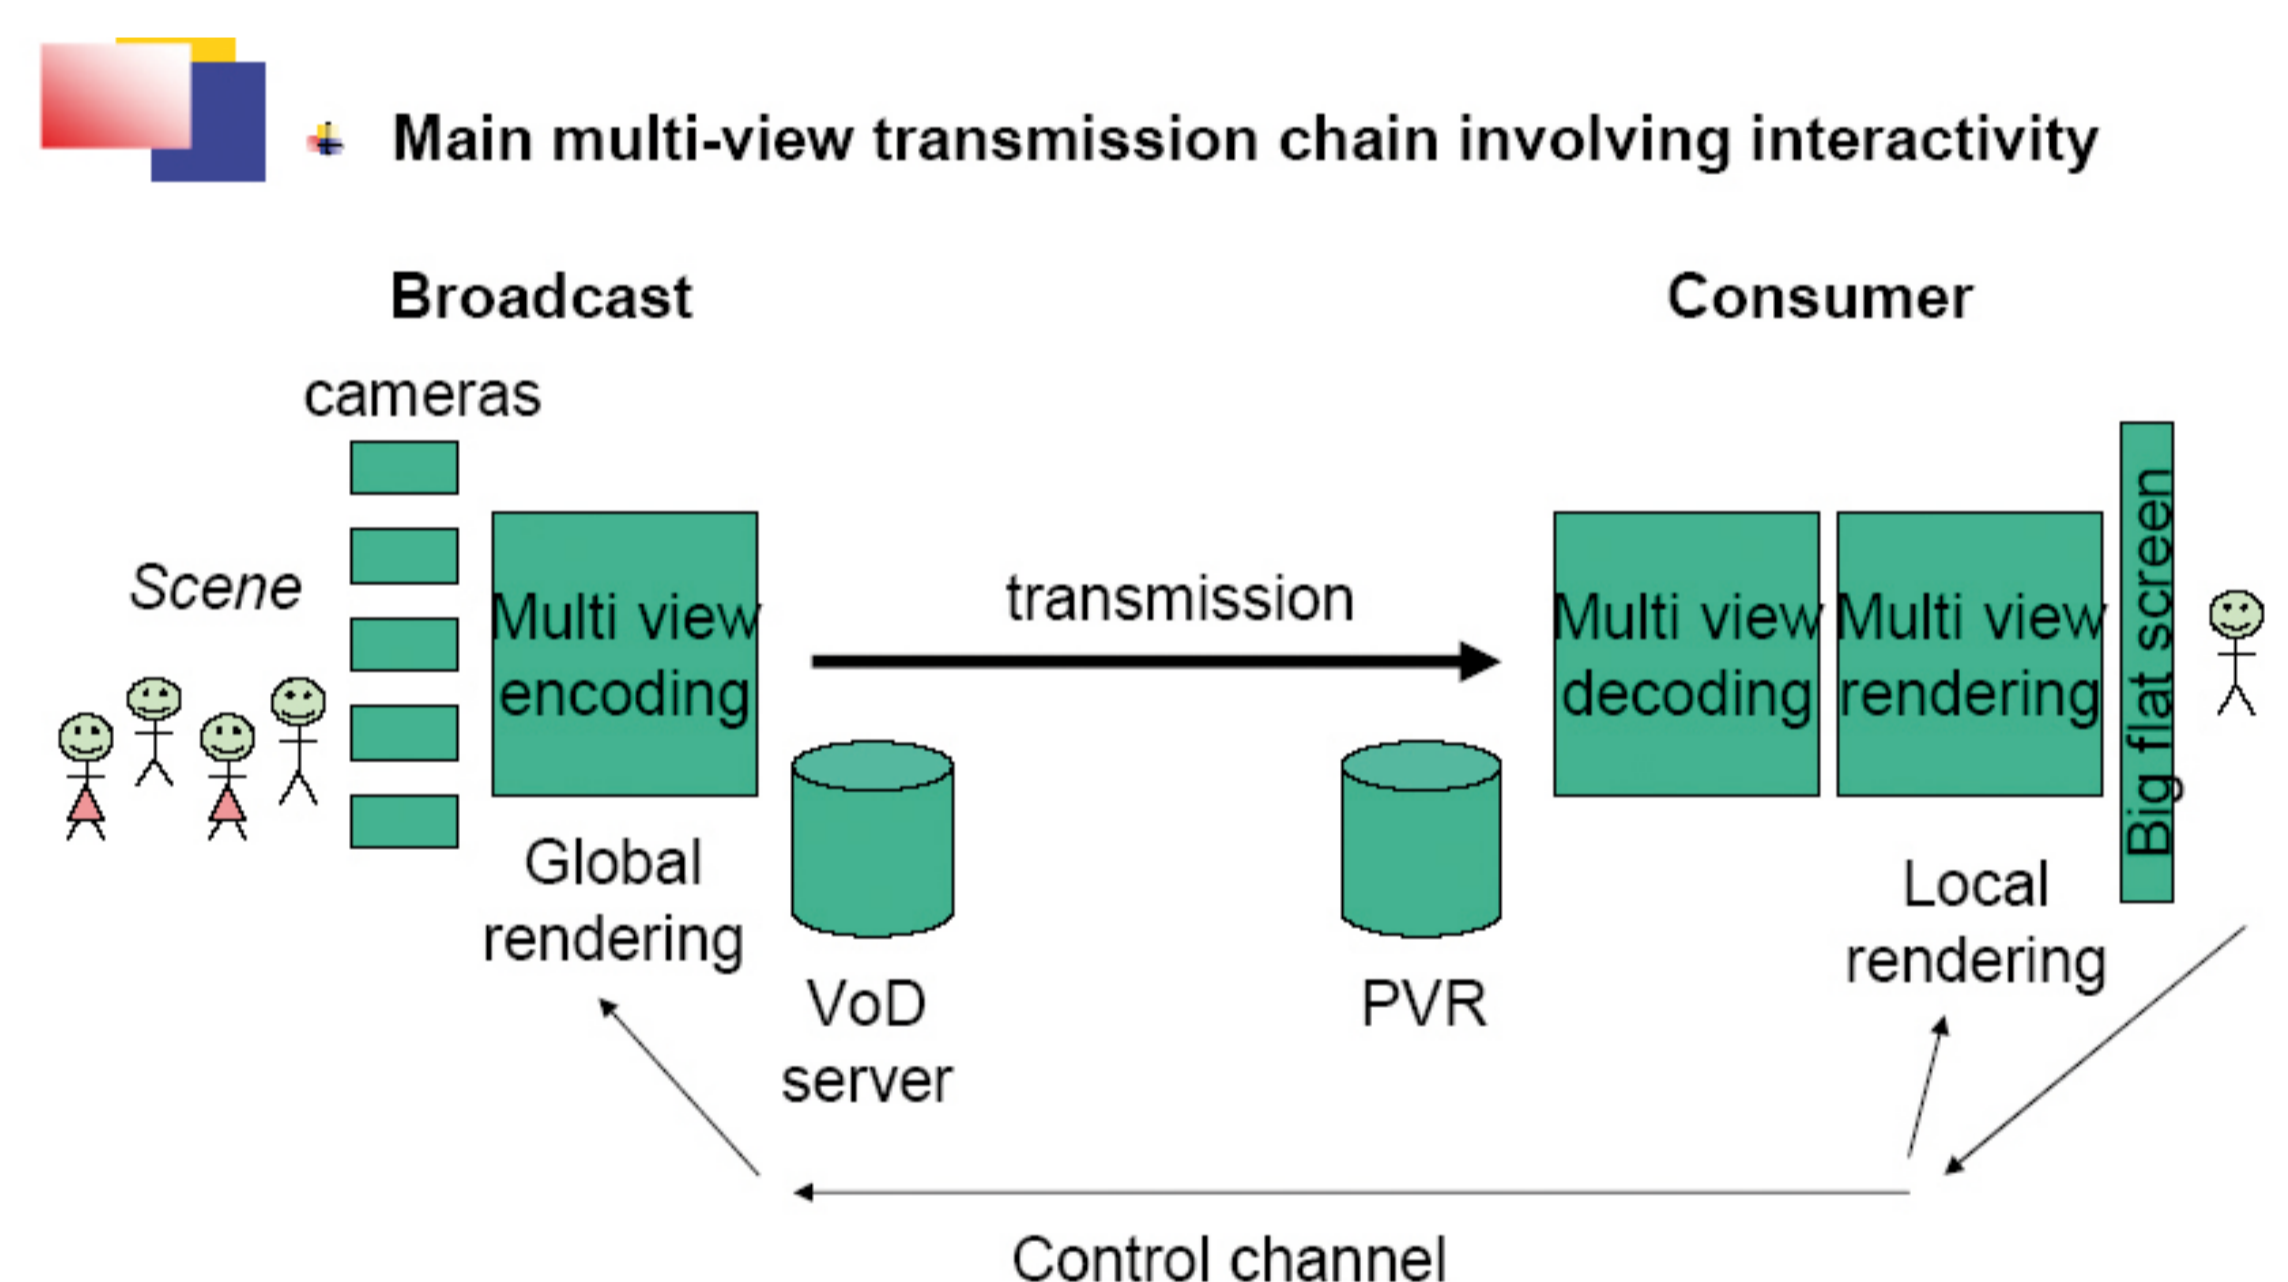 Main multi-view transmission chain involving interactivity
Broadcast
Consumer
cameras
Scene
Multi view
encoding
transmission
Multi view
decoding
Multi view
rendering
Big flat screen
Global
rendering
VoD
server
PVR
Local
rendering
Control channel